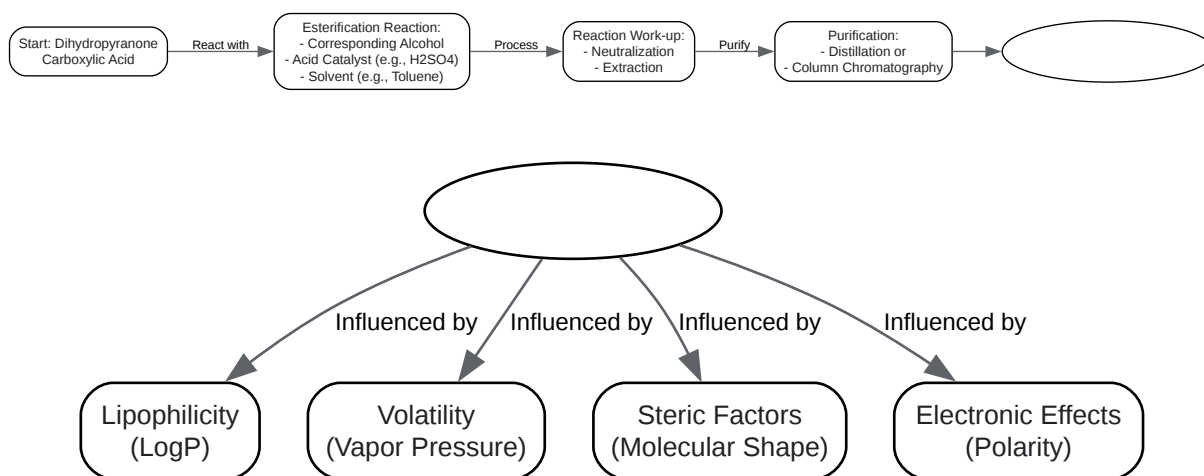 Start: Dihydropyranone
Carboxylic Acid
React with
Esterification Reaction:
- Corresponding Alcohol
- Acid Catalyst (e.g., H2SO4)
- Solvent (e.g., Toluene)
Process
Reaction Work-up:
- Neutralization
- Extraction
Purify
Purification:
- Distillation or
- Column Chromatography
Influenced by
Influenced by
Influenced by
Influenced by
Lipophilicity
(LogP)
Volatility
(Vapor Pressure)
Steric Factors
(Molecular Shape)
Electronic Effects
(Polarity)